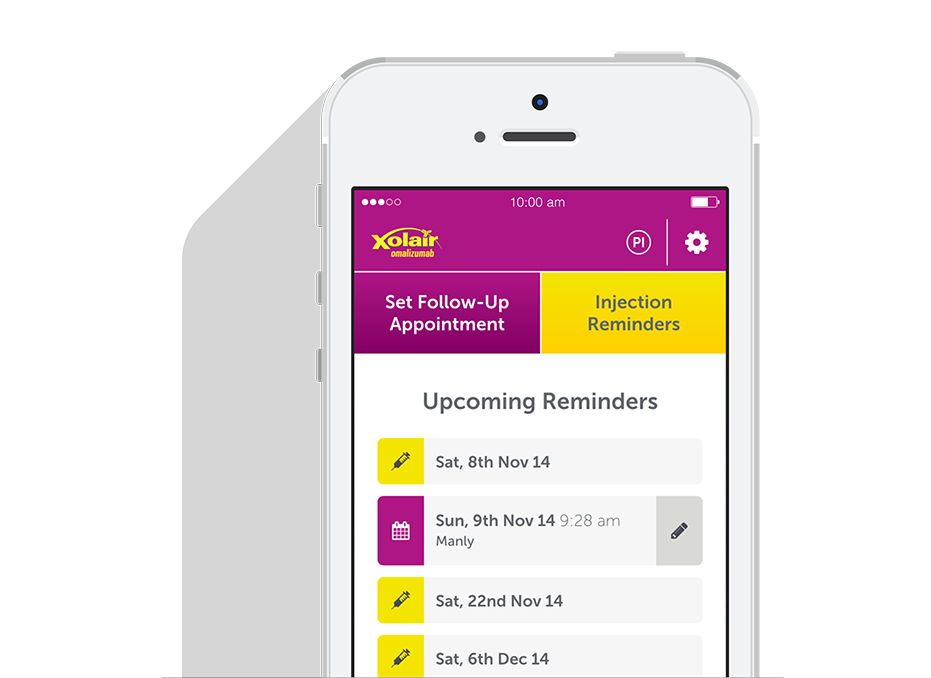 10:00 am
Xolair
omalizumab
PI
Set Follow-Up
Appointment
Injection
Reminders
Upcoming Reminders
Sat, 8th Nov 14
Sun, 9th Nov 14 9:28 am
Manly
Sat, 22nd Nov 14
Sat, 6th Dec 14